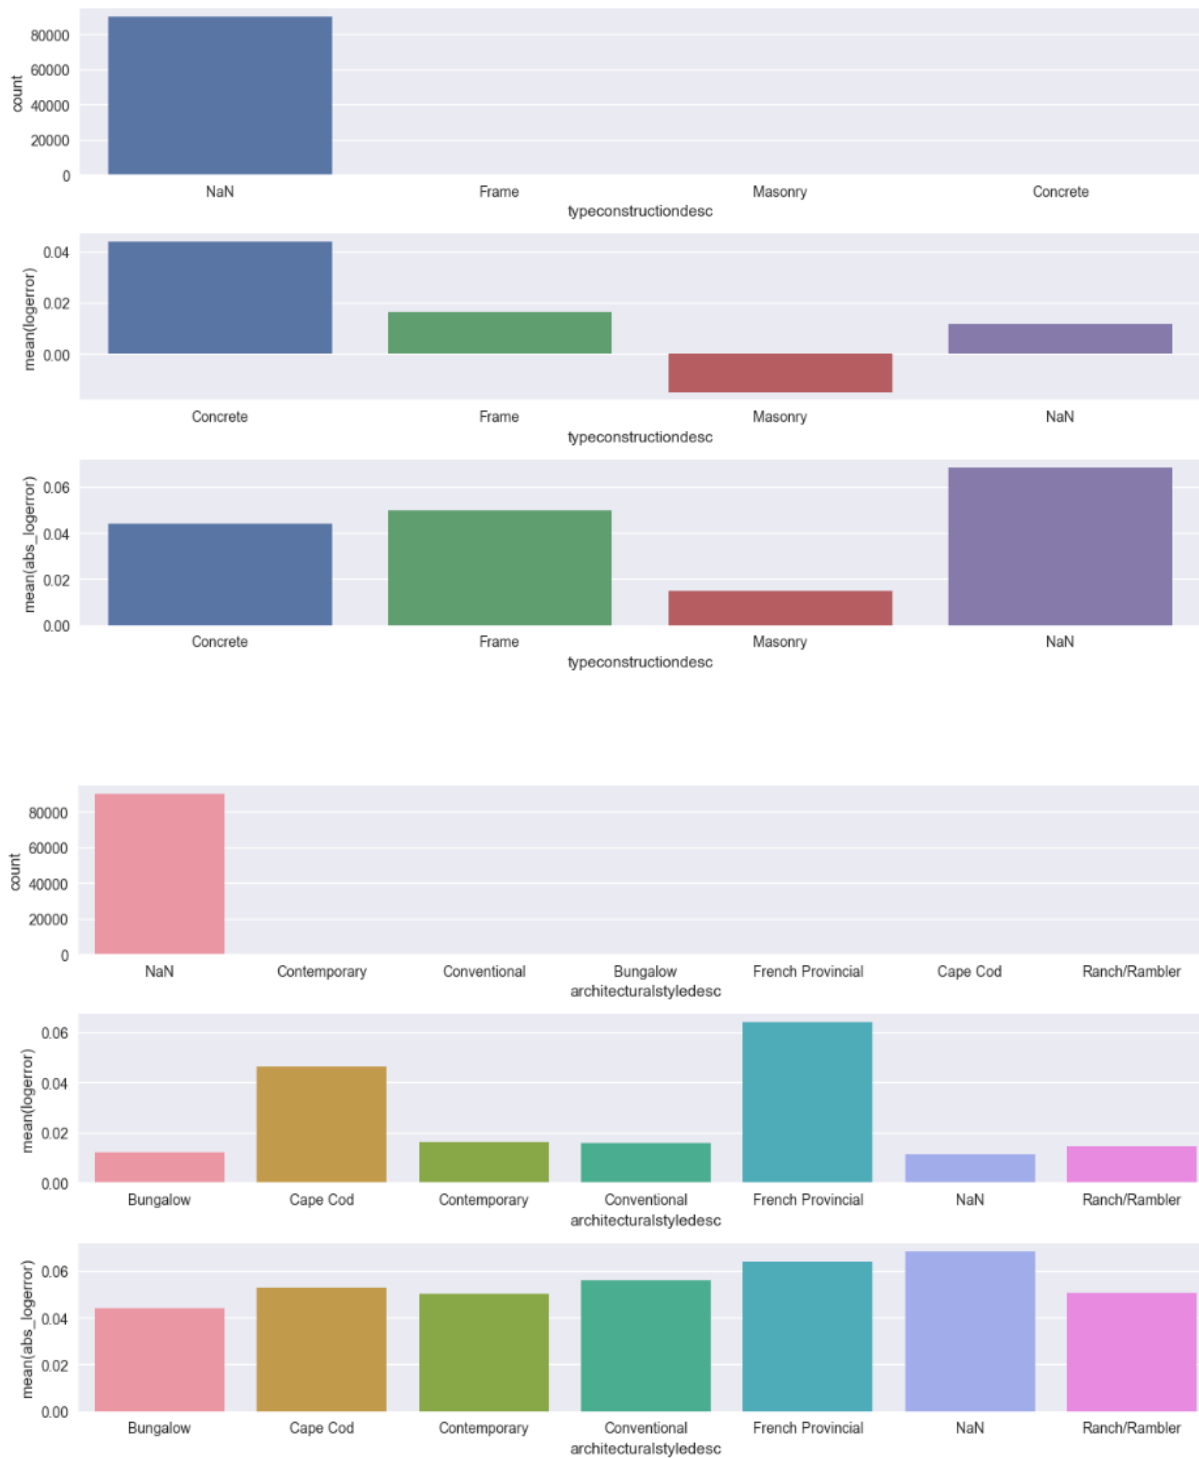 80000
60000
count
40000
20000
0
NaN Frame Masonry Concrete
typeconstructiondesc
0.04
mean(logerror)
0.02
0.00
Concrete Frame Masonry NaN
typeconstructiondesc
0.06
mean(abs_logerror)
0.04
0.02
0.00
Concrete Frame Masonry NaN
typeconstructiondesc
80000
60000
count
40000
20000
0
NaN Contemporary Conventional Bungalow French Provincial Cape Cod Ranch/Rambler
architecturalstyledesc
0.06
mean(logerror)
0.04
0.02
0.00
Bungalow Cape Cod Contemporary Conventional French Provincial NaN Ranch/Rambler
architecturalstyledesc
0.06
mean(abs_logerror)
0.04
0.02
0.00
Bungalow Cape Cod Contemporary Conventional French Provincial NaN Ranch/Rambler
architecturalstyledesc